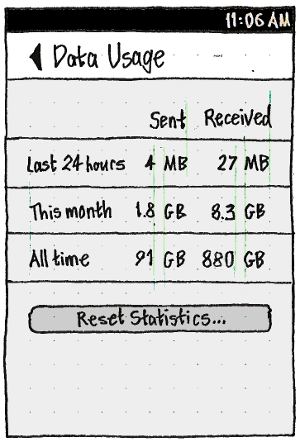 11:06 AM
Data Usage
Sent Received
Last 24 hours 4 MB 27 MB
This month 1.8 GB 8.3 GB
All time 91 GB 880 GB
Reset Statistics...